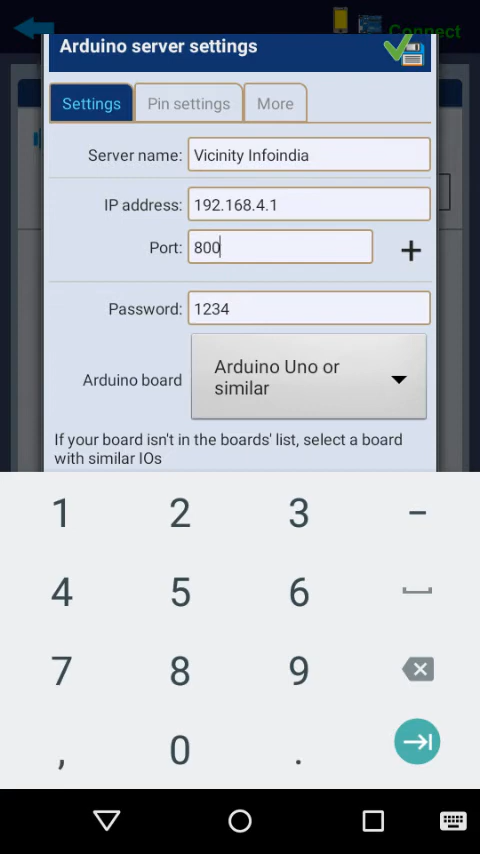 Connect
Arduino server settings
Settings Pin settings More
Server name: Vicinity Infoindia
IP address: 192.168.4.1
Port: 800 +
Password: 1234
Arduino board Arduino Uno or
similar
If your board isn't in the boards' list, select a board
with similar IOs
1 2 3 -
4 5 6
7 8 9
, 0 .